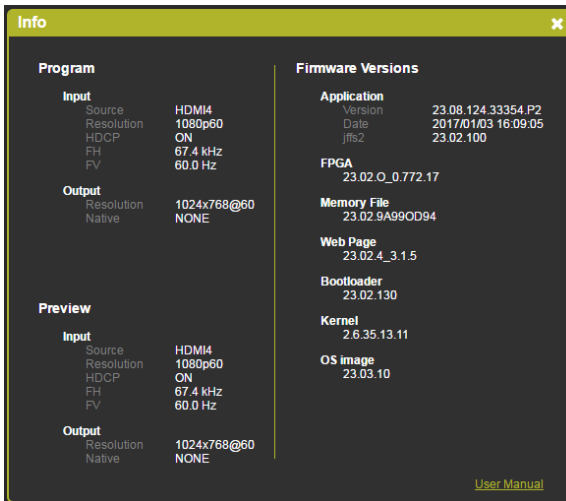 Info
Program
Input
Source HDMI4
Resolution 1080p60
HDCP ON
FH 67.4 kHz
FV 60.0 Hz
Output
Resolution 1024x768@60
Native NONE
Preview
Input
Source HDMI4
Resolution 1080p60
HDCP ON
FH 67.4 kHz
FV 60.0 Hz
Output
Resolution 1024x768@60
Native NONE
Firmware Versions
Application
Version 23.08.124.33354.P2
Date 2017/01/03 16:09:05
jffs2 23.02.100
FPGA
23.02.O_0.772.17
Memory File
23.02.9A99OD94
Web Page
23.02.4_3.1.5
Bootloader
23.02.130
Kernel
2.6.35.13.11
OS image
23.03.10
User Manual